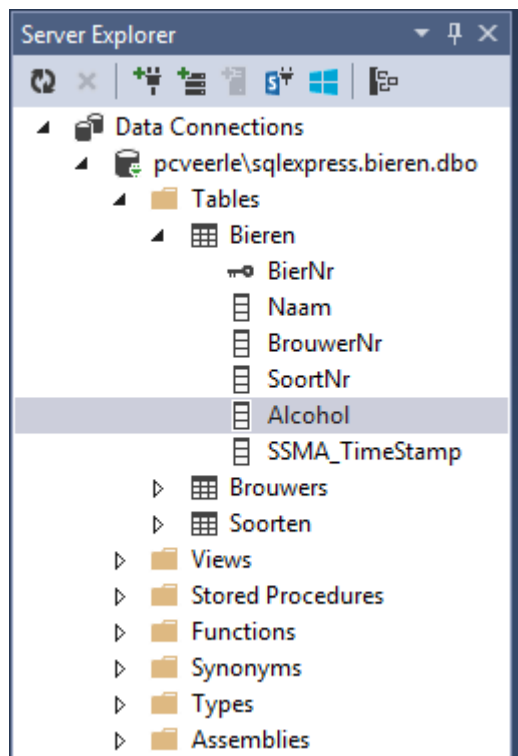 Server Explorer
Data Connections
pcveerle\sqlexpress.bieren.dbo
Tables
Bieren
BierNr
Naam
BrouwerNr
SoortNr
Alcohol
SSMA_TimeStamp
Brouwers
Soorten
Views
Stored Procedures
Functions
Synonyms
Types
Assemblies